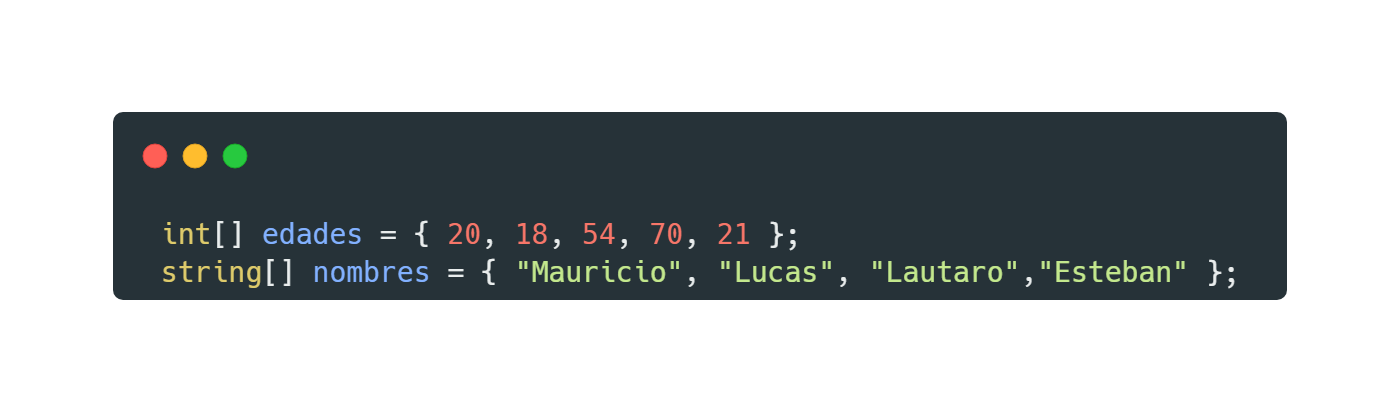 int[] edades = { 20, 18, 54, 70, 21 };
string[] nombres = { "Mauricio", "Lucas", "Lautaro","Esteban" };